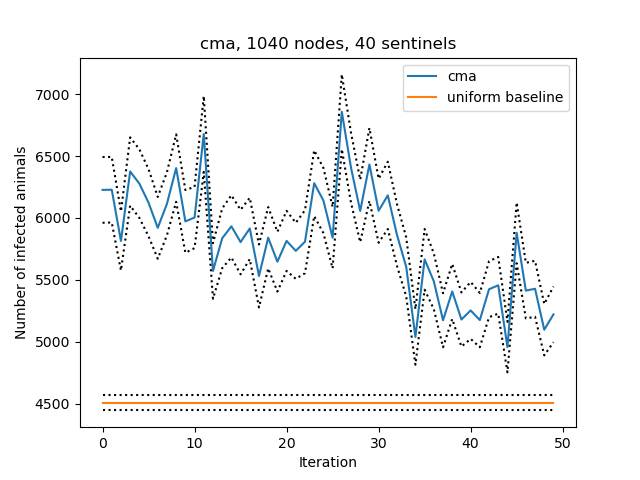 cma, 1040 nodes, 40 sentinels
cma
uniform baseline
Number of infected animals
7000
6500
6000
5500
5000
4500
0 10 20 30 40 50
Iteration